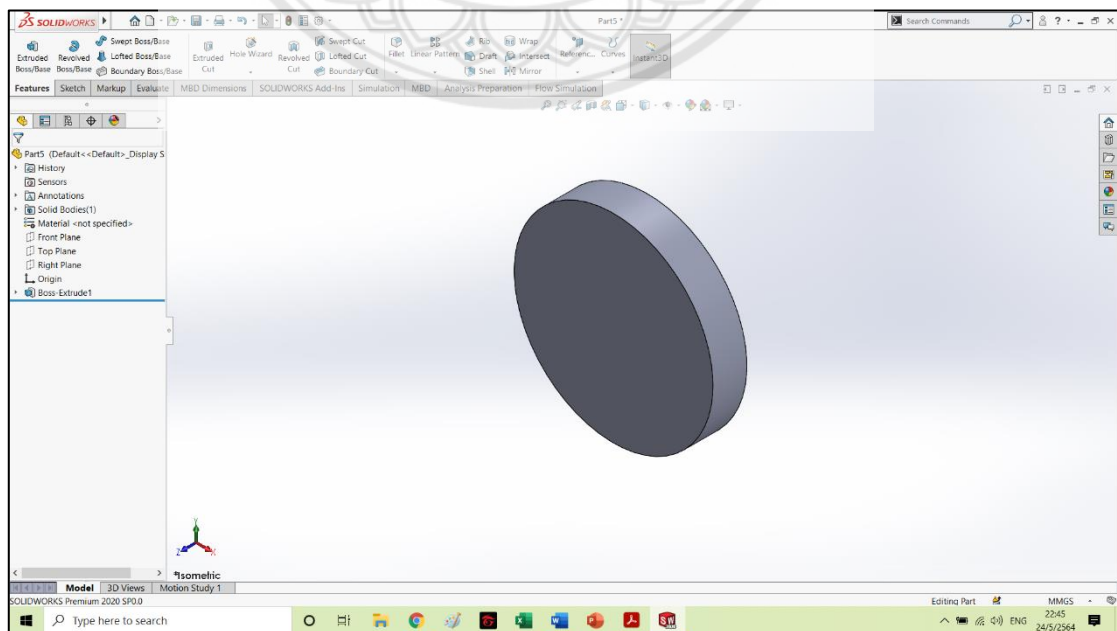 SOLIDWORKS
Part5 *
Search Commands
Extruded Boss/Base
Revolved Boss/Base
Swept Boss/Base
Lofted Boss/Base
Boundary Boss/Base
Extruded Cut
Hole Wizard
Revolved Cut
Swept Cut
Lofted Cut
Boundary Cut
Fillet
Linear Pattern
Rib
Draft
Shell
Wrap
Intersect
Mirror
Referenc...
Curves
Instant3D
Features Sketch Markup Evaluate MBD Dimensions SOLIDWORKS Add-Ins Simulation MBD Analysis Preparation Flow Simulation
Part5 (Default<<Default>_Display S
History
Sensors
Annotations
Solid Bodies(1)
Material <not specified>
Front Plane
Top Plane
Right Plane
Origin
Boss-Extrude1
*Isometric
Model 3D Views Motion Study 1
SOLIDWORKS Premium 2020 SP0.0 Editing Part MMGS
Type here to search ENG 22:45
24/5/2564